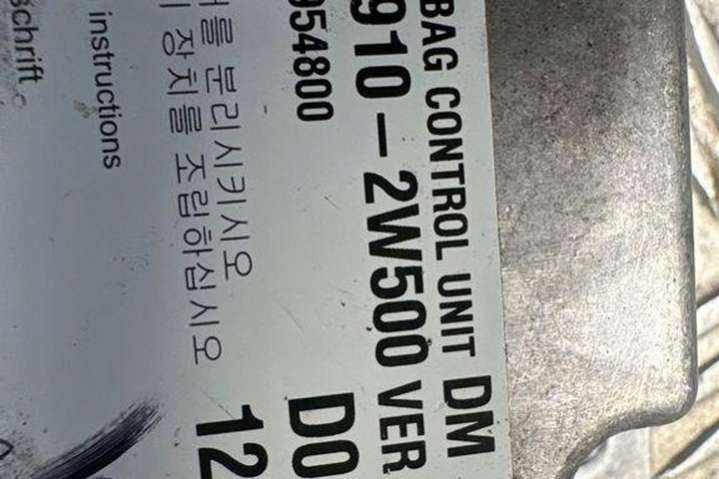 BAG CONTROL UNIT DM
910-2W500 VER
954800 D0
12
를 분리시키시오
장치를 조립하십시오
instructions
schrift